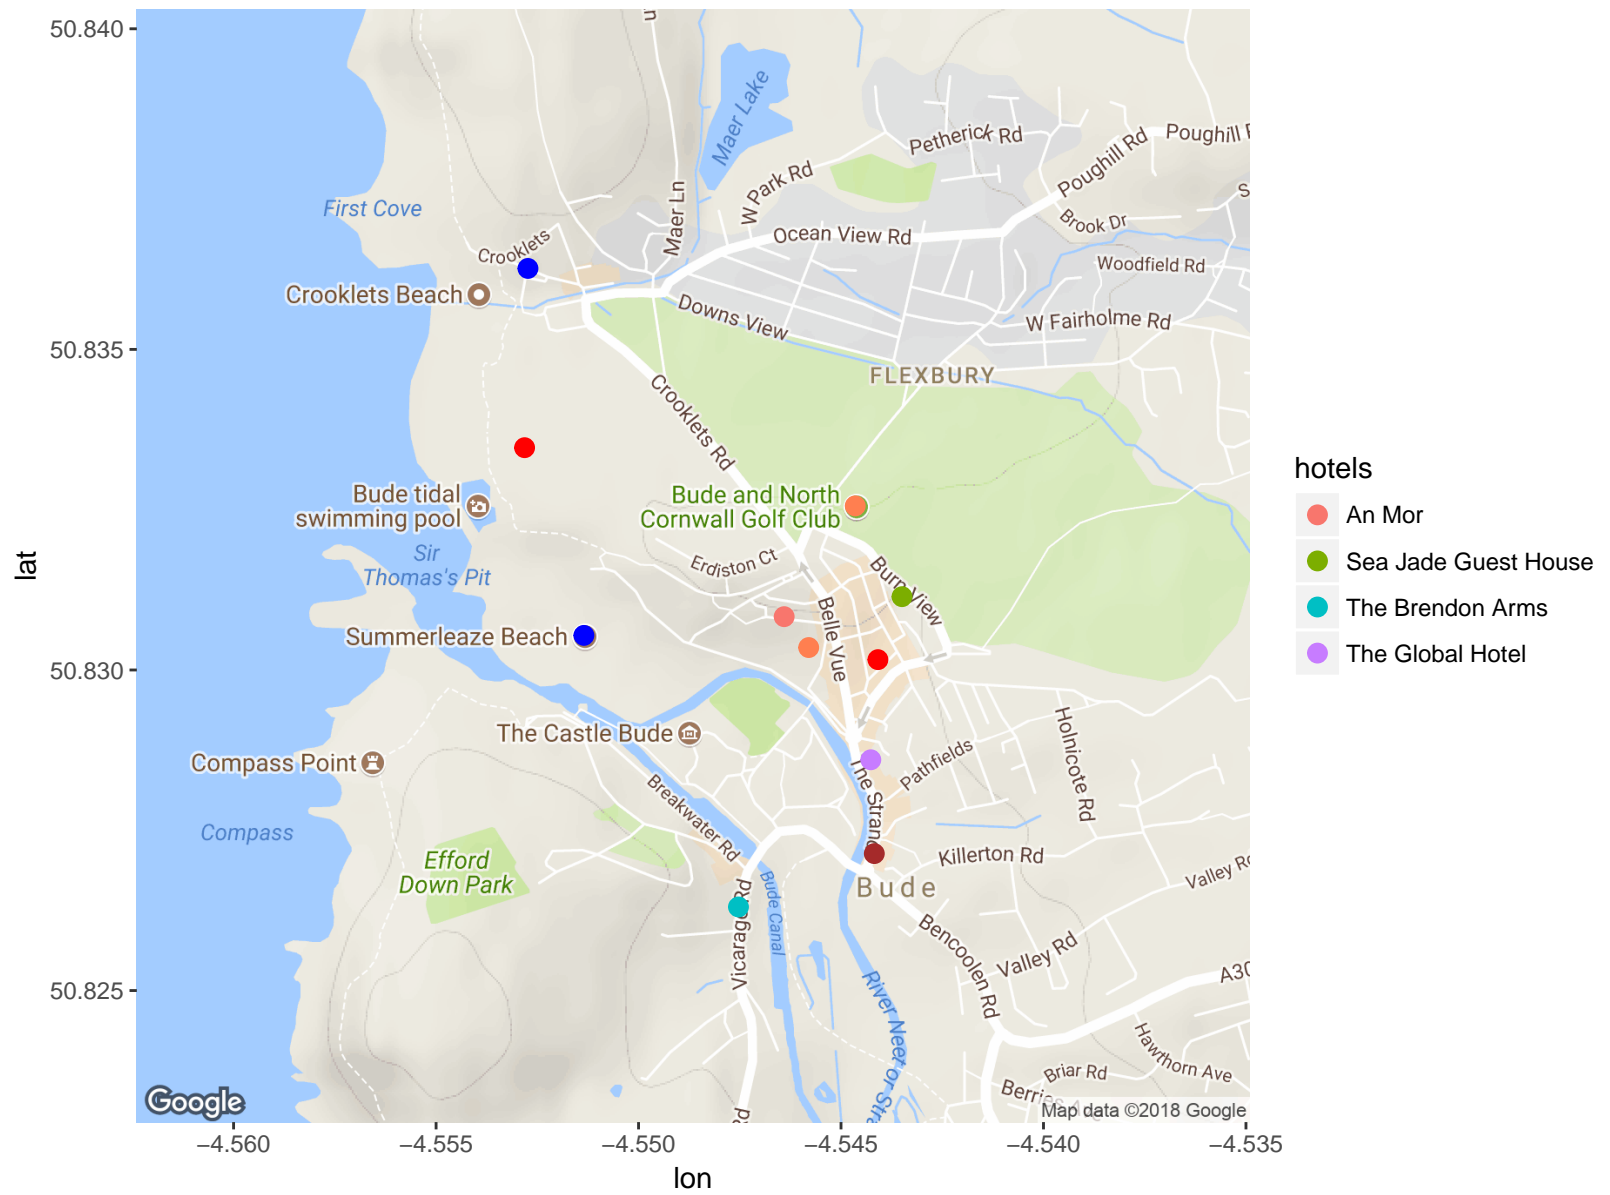 50.840
50.835
50.830
50.825
lat
−4.560
−4.555
−4.550
−4.545
−4.540
−4.535
lon
Maer Lake
Petherick Rd
Poughill Rd
Poughill
W Park Rd
Maer Ln
First Cove
Crooklets
Ocean View Rd
Brook Dr
Woodfield Rd
Crooklets Beach
Downs View
W Fairholme Rd
FLEXBURY
Crooklets Rd
Bude tidal
swimming pool
Bude and North
Cornwall Golf Club
Sir
Thomas's Pit
Erdiston Ct
Burn View
Belle Vue
Summerleaze Beach
The Castle Bude
Compass Point
Pathfields
Holnicote Rd
The Strand
Breakwater Rd
Compass
Efford
Down Park
Killerton Rd
Valley Rd
Bude
Bude Canal
Vicarage Rd
Bencoolen Rd
Valley Rd
A30
River Neet or Stra
Hawthorn Ave
Briar Rd
Rd
Google
Map data ©2018 Google
hotels
An Mor
Sea Jade Guest House
The Brendon Arms
The Global Hotel